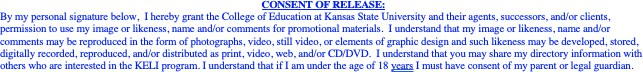 CONSENT OF RELEASE:
By my personal signature below,  I hereby grant the College of Education at Kansas State University and their agents, successors, and/or clients,
permission to use my image or likeness, name and/or comments for promotional materials.  I understand that my image or likeness, name and/or
comments may be reproduced in the form of photographs, video, still video, or elements of graphic design and such likeness may be developed, stored,
digitally recorded, reproduced, and/or distributed as print, video, web, and/or CD/DVD.  I understand that you may share my directory information with
others who are interested in the KELI program. I understand that if I am under the age of 18 years I must have consent of my parent or legal guardian.